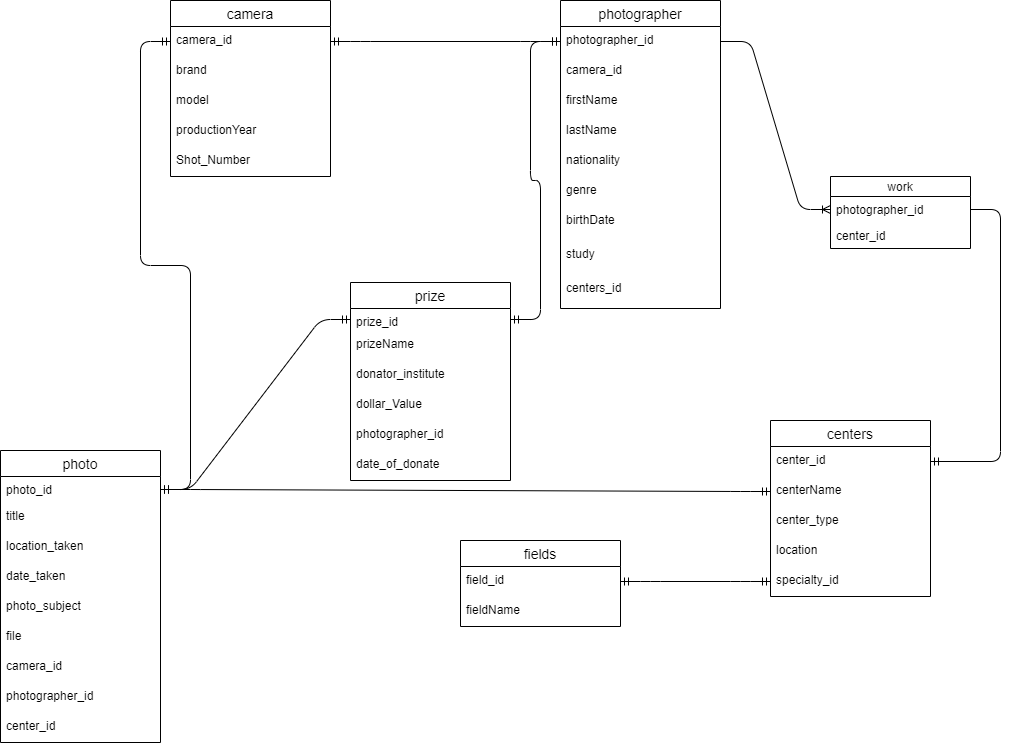 camera
camera_id
brand
model
productionYear
Shot_Number
photographer
photographer_id
camera_id
firstName
lastName
nationality
genre
birthDate
study
centers_id
work
photographer_id
center_id
prize
prize_id
prizeName
donator_institute
dollar_Value
photographer_id
date_of_donate
centers
center_id
centerName
center_type
location
specialty_id
photo
photo_id
title
location_taken
date_taken
photo_subject
file
camera_id
photographer_id
center_id
fields
field_id
fieldName